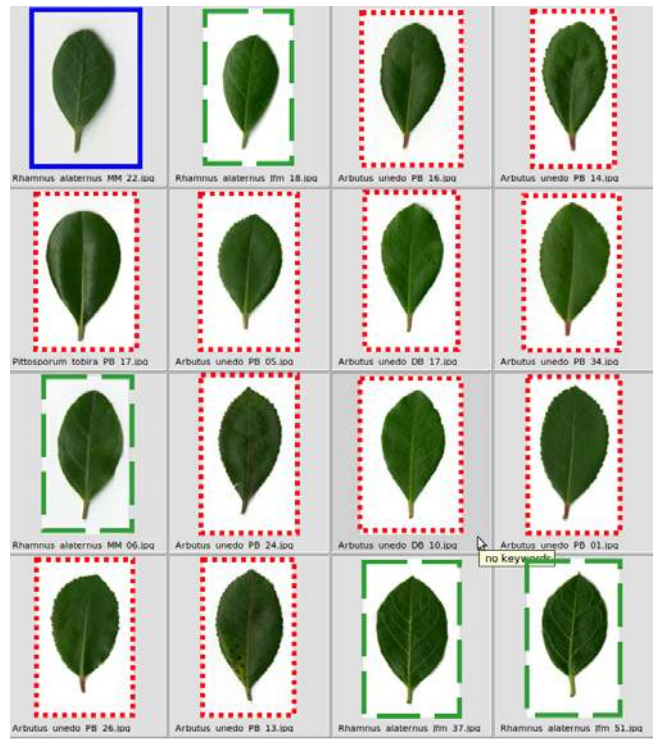 Rhamnus alaternus MM 22.jpg
Rhamnus alaternus Jfm 18.jpg
Arbutus unedo PB 16.jpg
Arbutus unedo PB 14.jpg
Pittosporum tobira PB 17.jpg
Arbutus unedo PB 05.jpg
Arbutus unedo DB 17.jpg
Arbutus unedo PB 34.jpg
Rhamnus alaternus MM 06.jpg
Arbutus unedo PB 24.jpg
Arbutus unedo DB 10.jpg
Arbutus unedo PB 01.jpg
no keywords
Arbutus unedo PB 26.jpg
Arbutus unedo PB 13.jpg
Rhamnus alaternus Jfm 37.jpg
Rhamnus alaternus Jfm 51.jpg